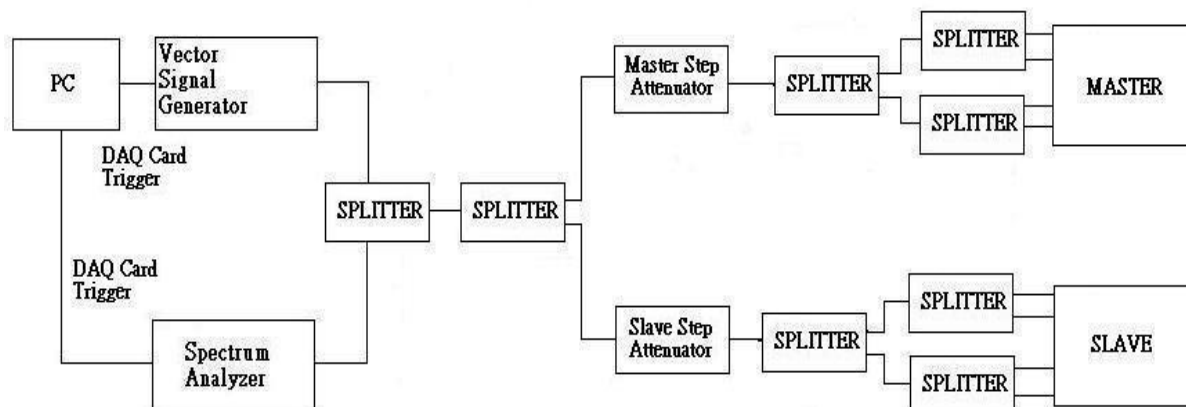 PC
Vector
Signal
Generator
DAQ Card
Trigger
DAQ Card
Trigger
Spectrum
Analyzer
SPLITTER
SPLITTER
Master Step
Attenuator
SPLITTER
SPLITTER
SPLITTER
MASTER
Slave Step
Attenuator
SPLITTER
SPLITTER
SPLITTER
SLAVE